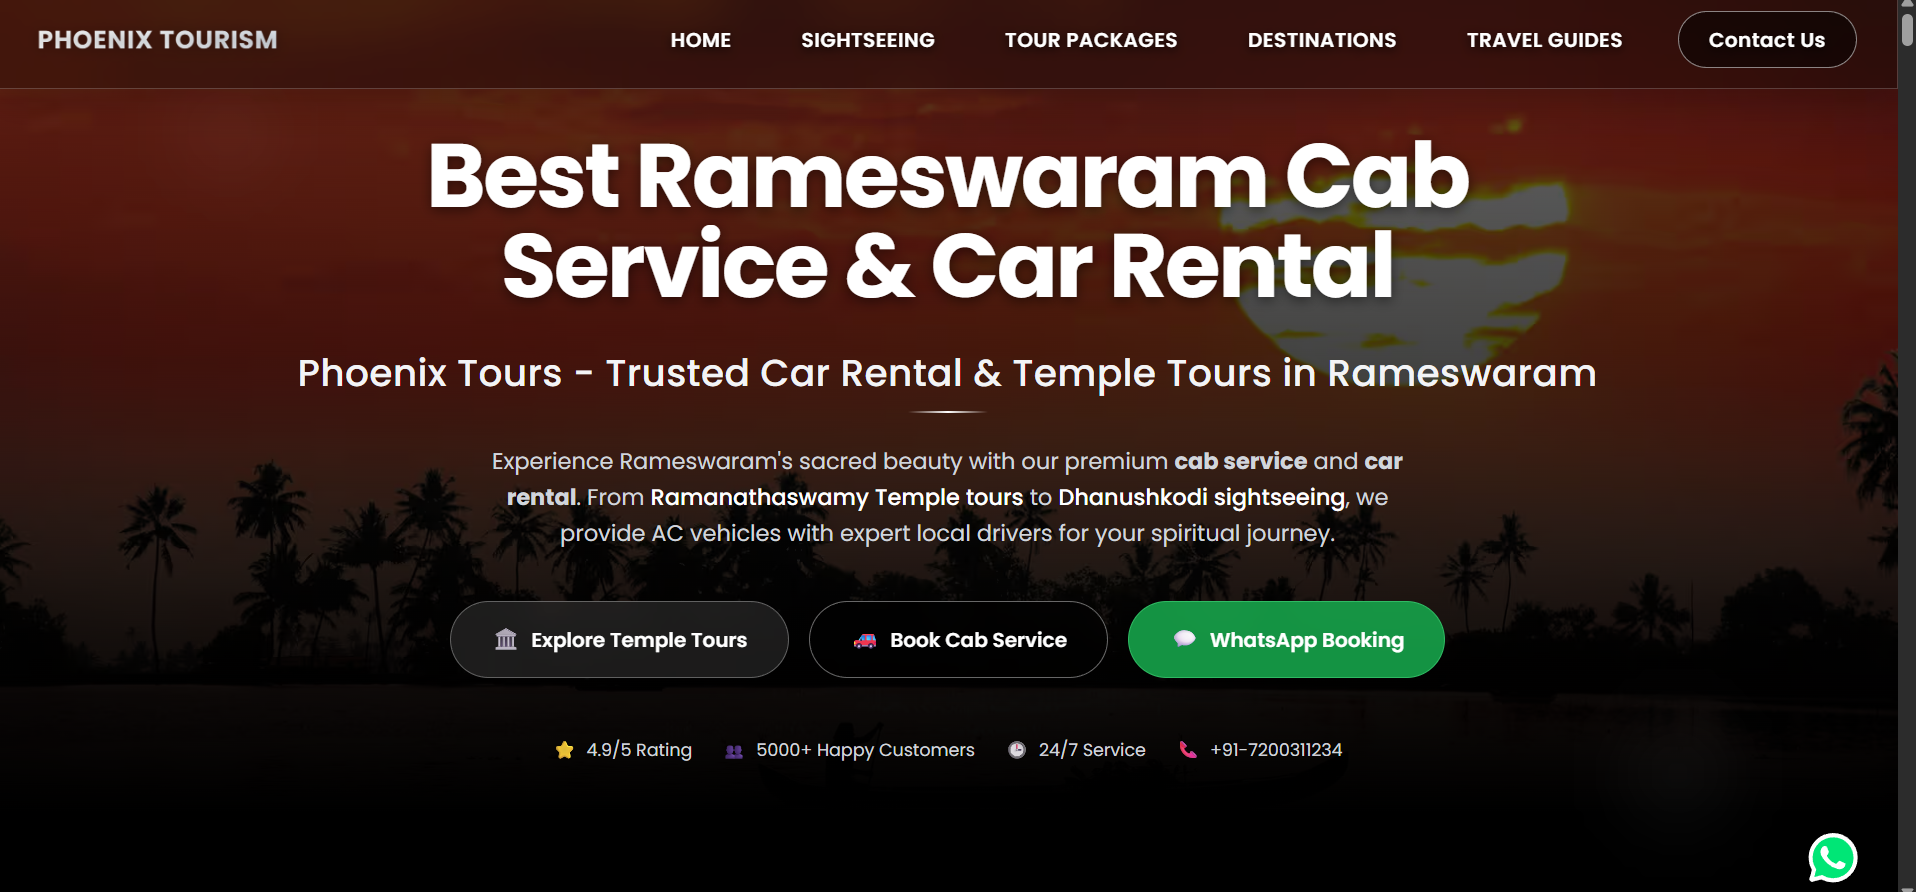 PHOENIX TOURISM
HOME
SIGHTSEEING
TOUR PACKAGES
DESTINATIONS
TRAVEL GUIDES
Contact Us
Best Rameswaram Cab
Service & Car Rental
Phoenix Tours - Trusted Car Rental & Temple Tours in Rameswaram
Experience Rameswaram's sacred beauty with our premium cab service and car
rental. From Ramanathaswamy Temple tours to Dhanushkodi sightseeing, we
provide AC vehicles with expert local drivers for your spiritual journey.
Explore Temple Tours
Book Cab Service
WhatsApp Booking
4.9/5 Rating
5000+ Happy Customers
24/7 Service
+91-7200311234